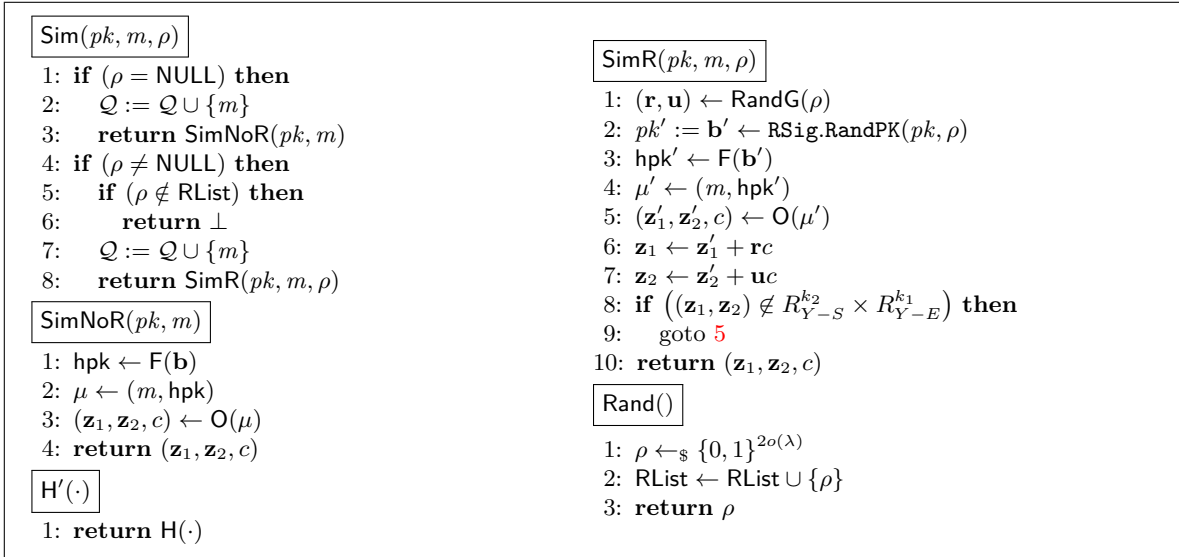 Sim(pk, m, ρ)
1: if (ρ = NULL) then
2: 𝒬 := 𝒬 ∪ {m}
3: return SimNoR(pk, m)
4: if (ρ ≠ NULL) then
5: if (ρ ∉ RList) then
6: return ⊥
7: 𝒬 := 𝒬 ∪ {m}
8: return SimR(pk, m, ρ)
SimNoR(pk, m)
1: hpk ← F(b)
2: μ ← (m, hpk)
3: (z₁, z₂, c) ← O(μ)
4: return (z₁, z₂, c)
H′(·)
1: return H(·)
SimR(pk, m, ρ)
1: (r, u) ← RandG(ρ)
2: pk′ := b′ ← RSig.RandPK(pk, ρ)
3: hpk′ ← F(b′)
4: μ′ ← (m, hpk′)
5: (z′₁, z′₂, c) ← O(μ′)
6: z₁ ← z′₁ + rc
7: z₂ ← z′₂ + uc
8: if ((z₁, z₂) ∉ R^{k₂}_{Y−S} × R^{k₁}_{Y−E}) then
9: goto 5
10: return (z₁, z₂, c)
Rand()
1: ρ ←$ {0, 1}^{2o(λ)}
2: RList ← RList ∪ {ρ}
3: return ρ